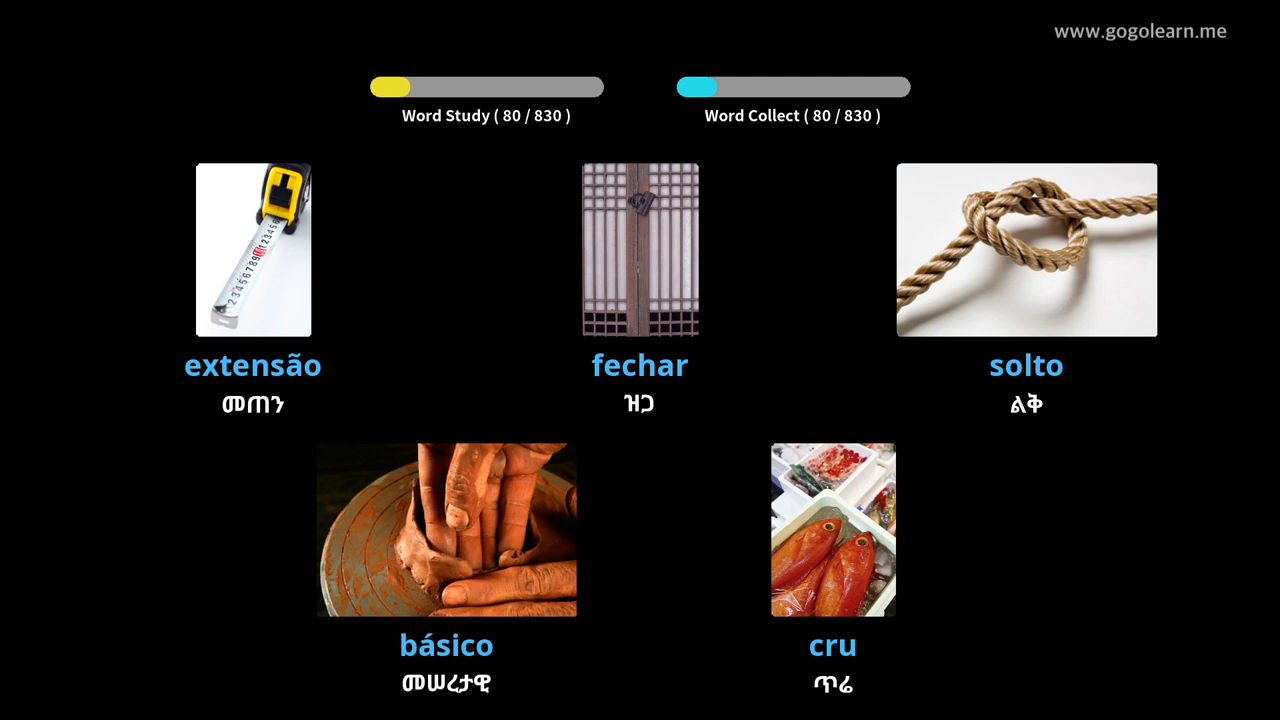 www.gogolearn.me
Word Study ( 80 / 830 )
Word Collect ( 80 / 830 )
extensão
መጠን
fechar
ዝጋ
solto
ልቅ
básico
መሠረታዊ
cru
ጥሬ